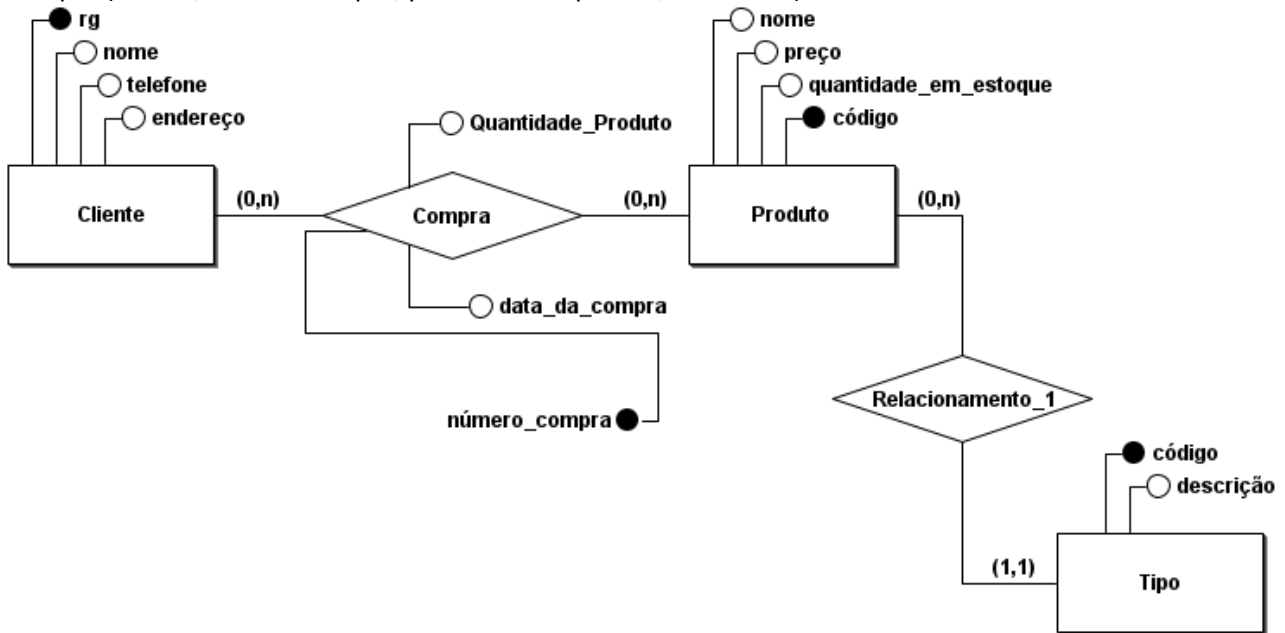 rg
nome
telefone
endereço
Cliente
(0,n)
Quantidade_Produto
Compra
data_da_compra
número_compra
(0,n)
nome
preço
quantidade_em_estoque
código
Produto
(0,n)
Relacionamento_1
(1,1)
código
descrição
Tipo